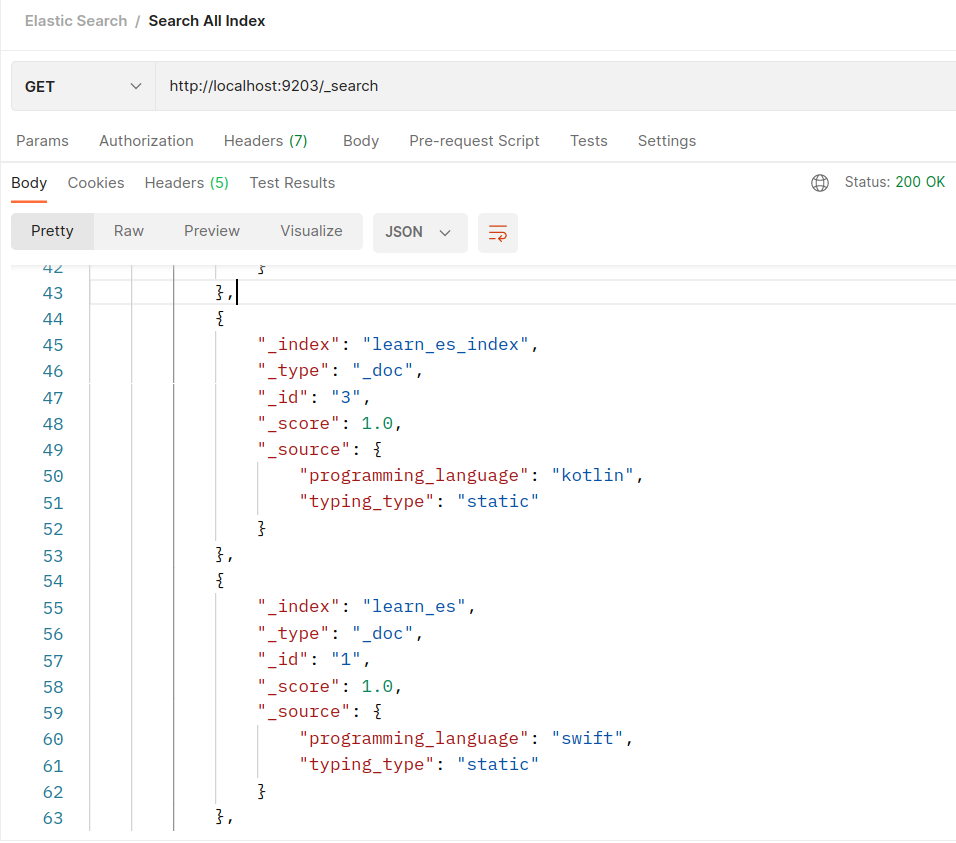 Elastic Search / Search All Index
GET http://localhost:9203/_search
Params Authorization Headers (7) Body Pre-request Script Tests Settings
Body Cookies Headers (5) Test Results Status: 200 OK
Pretty Raw Preview Visualize JSON
42 }
43 },
44 {
45 "_index": "learn_es_index",
46 "_type": "_doc",
47 "_id": "3",
48 "_score": 1.0,
49 "_source": {
50 "programming_language": "kotlin",
51 "typing_type": "static"
52 }
53 },
54 {
55 "_index": "learn_es",
56 "_type": "_doc",
57 "_id": "1",
58 "_score": 1.0,
59 "_source": {
60 "programming_language": "swift",
61 "typing_type": "static"
62 }
63 },